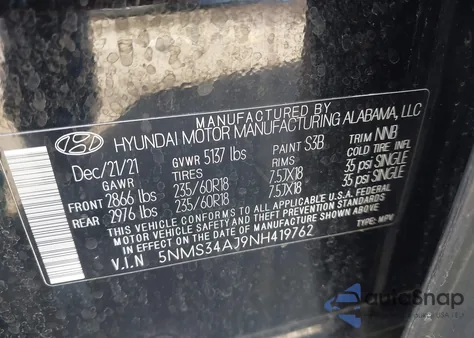 MANUFACTURED BY
HYUNDAI MOTOR MANUFACTURING ALABAMA, LLC
Dec/21/21 GVWR 5137 lbs PAINT S3B TRIM NNB
GAWR TIRES RIMS COLD TIRE INFL
FRONT 2866 lbs 235/60R18 7.5JX18 35 psi SINGLE
REAR 2976 lbs 235/60R18 7.5JX18 35 psi SINGLE
THIS VEHICLE CONFORMS TO ALL APPLICABLE U.S.A. FEDERAL
MOTOR VEHICLE SAFETY AND THEFT PREVENTION STANDARDS
IN EFFECT ON THE DATE OF MANUFACTURE SHOWN ABOVE.
V.I.N 5NMS34AJ9NH419762 TYPE: MPV
autoSnap